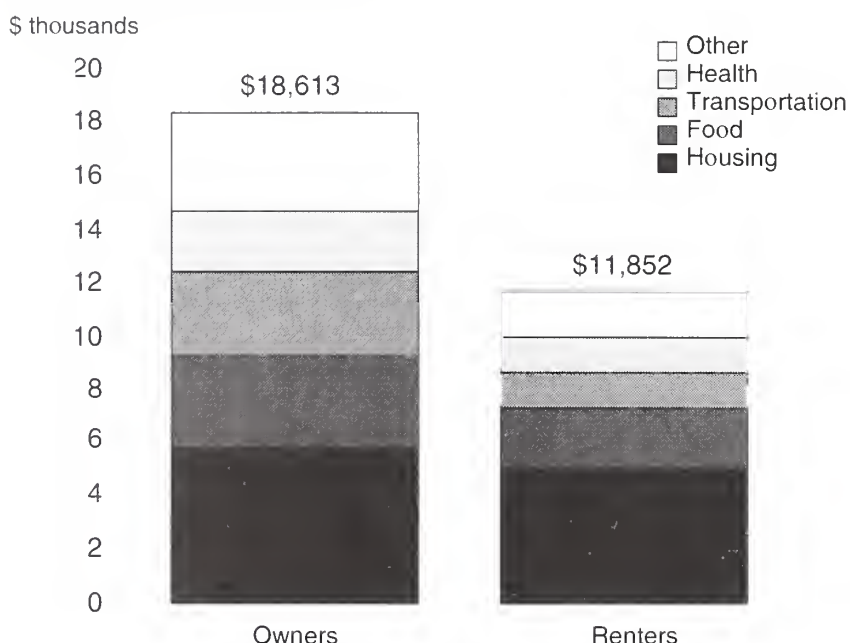 $ thousands
20
18
16
14
12
10
8
6
4
2
0
$18,613
$11,852
Other
Health
Transportation
Food
Housing
Owners
Renters